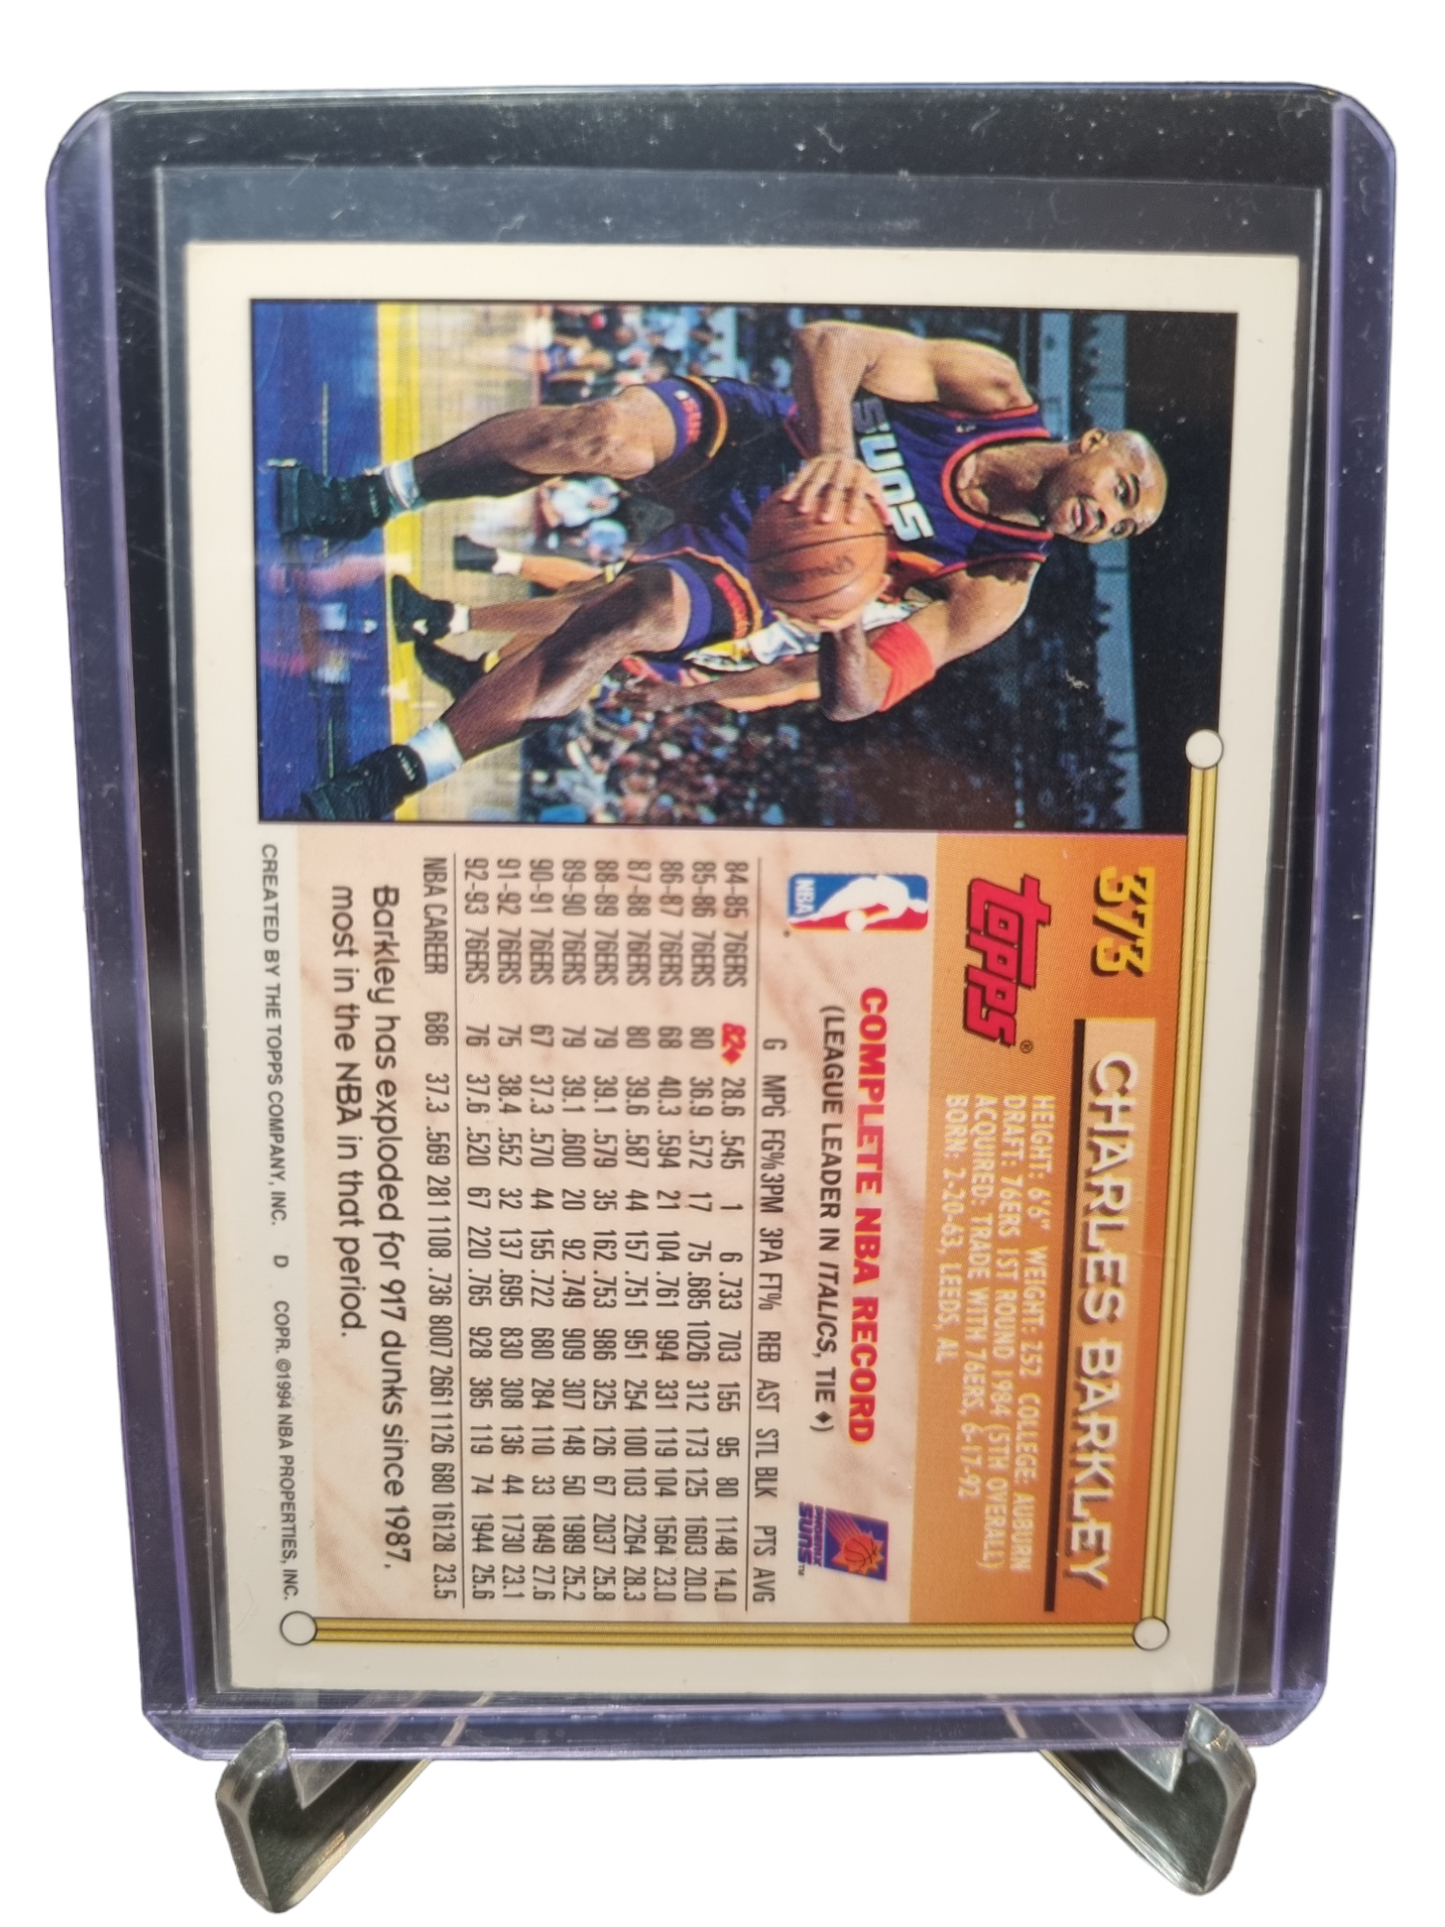 373 CHARLES BARKLEY
TOPPS®
HEIGHT: 6'6" WEIGHT: 252 COLLEGE: AUBURN
DRAFT: 76ERS 1ST ROUND 1984 (5TH OVERALL)
ACQUIRED: TRADE WITH 76ERS, 6-17-92
BORN: 2-20-63, LEEDS, AL
SUNS
NBA
COMPLETE NBA RECORD
(LEAGUE LEADER IN ITALICS, TIE ♦)
PHOENIX
SUNS™
G MPG FG% 3PM 3PA FT% REB AST STL BLK PTS AVG
84-85 76ERS 82♦ 28.6 .545 1 6 .733 703 155 95 80 1148 14.0
85-86 76ERS 80 36.9 .572 17 75 .685 1026 312 173 125 1603 20.0
86-87 76ERS 68 40.3 .594 21 104 .761 994 331 119 104 1564 23.0
87-88 76ERS 80 39.6 .587 44 157 .751 951 254 100 103 2264 28.3
88-89 76ERS 79 39.1 .579 35 162 .753 986 325 126 67 2037 25.8
89-90 76ERS 79 39.1 .600 20 92 .749 909 307 148 50 1989 25.2
90-91 76ERS 67 37.3 .570 44 155 .722 680 284 110 33 1849 27.6
91-92 76ERS 75 38.4 .552 32 137 .695 830 308 136 44 1730 23.1
92-93 76ERS 76 37.6 .520 67 220 .765 928 385 119 74 1944 25.6
NBA CAREER 686 37.3 .569 281 1108 .736 8007 2661 1126 680 16128 23.5
Barkley has exploded for 917 dunks since 1987,
most in the NBA in that period.
CREATED BY THE TOPPS COMPANY, INC. D COPR. ©1994 NBA PROPERTIES, INC.